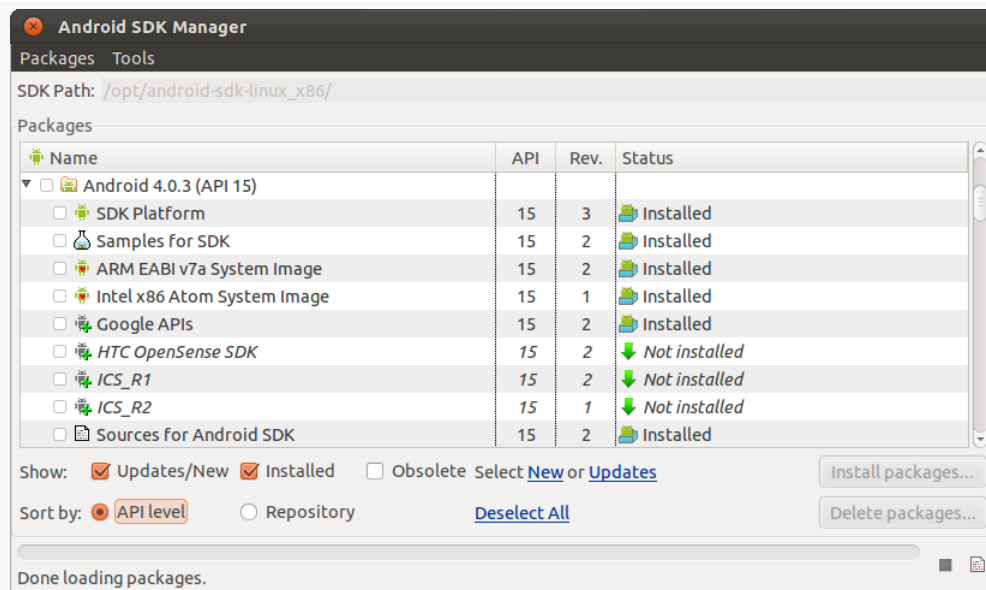 Android SDK Manager
Packages Tools
SDK Path: /opt/android-sdk-linux_x86/
Packages
Name API Rev. Status
Android 4.0.3 (API 15)
SDK Platform 15 3 Installed
Samples for SDK 15 2 Installed
ARM EABI v7a System Image 15 2 Installed
Intel x86 Atom System Image 15 1 Installed
Google APIs 15 2 Installed
HTC OpenSense SDK 15 2 Not installed
ICS_R1 15 2 Not installed
ICS_R2 15 1 Not installed
Sources for Android SDK 15 2 Installed
Show: Updates/New Installed Obsolete Select New or Updates Install packages...
Sort by: API level Repository Deselect All Delete packages...
Done loading packages.